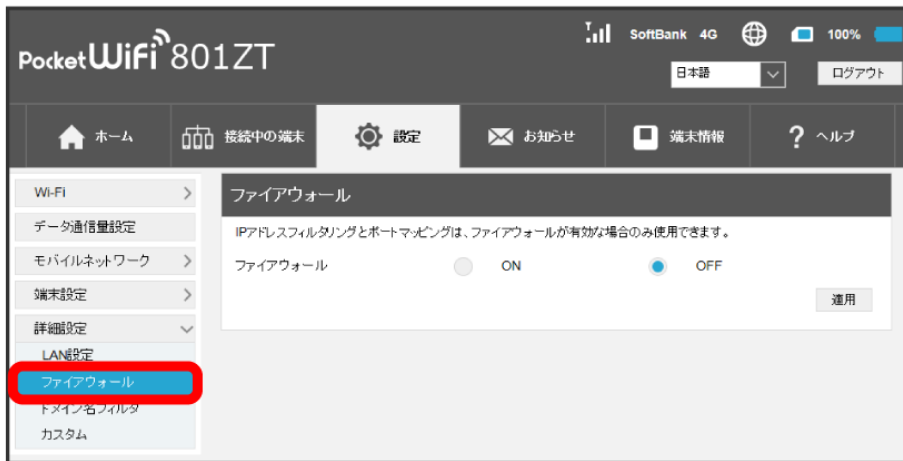 PocketWiFi 801ZT
SoftBank 4G 100%
日本語 ログアウト
ホーム 接続中の端末 設定 お知らせ 端末情報 ? ヘルプ
Wi-Fi
データ通信量設定
モバイルネットワーク
端末設定
詳細設定
LAN設定
ファイアウォール
ドメイン名フィルタ
カスタム
ファイアウォール
IPアドレスフィルタリングとポートマッピングは、ファイアウォールが有効な場合のみ使用できます。
ファイアウォール ON OFF
適用